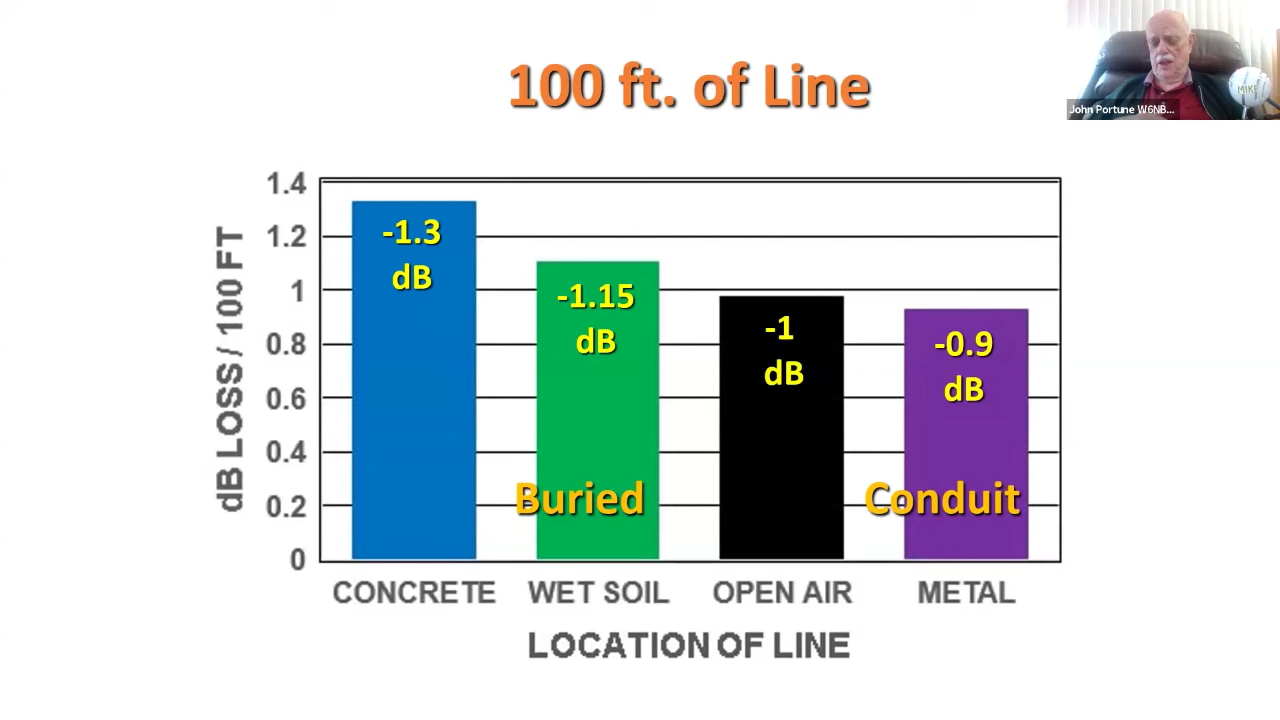 100 ft. of Line
John Portune W6NB...
MIKE
dB LOSS / 100 FT
1.4
1.2
1
0.8
0.6
0.4
0.2
0
-1.3
dB
-1.15
dB
-1
dB
-0.9
dB
Buried
Conduit
CONCRETE WET SOIL OPEN AIR METAL
LOCATION OF LINE